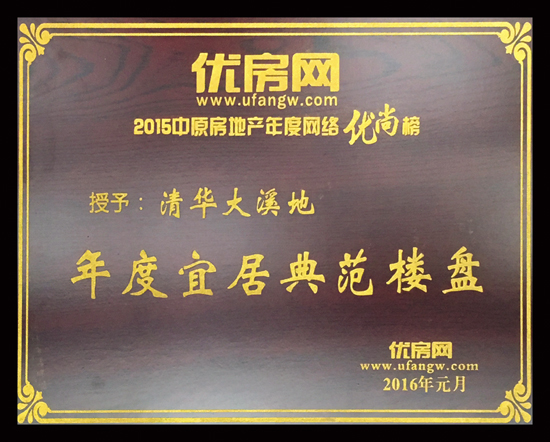 优房网
www.ufangw.com
2015中原房地产年度网络优尚榜
授予：清华大溪地
年度宜居典范楼盘
优房网
www.ufangw.com
2016年元月